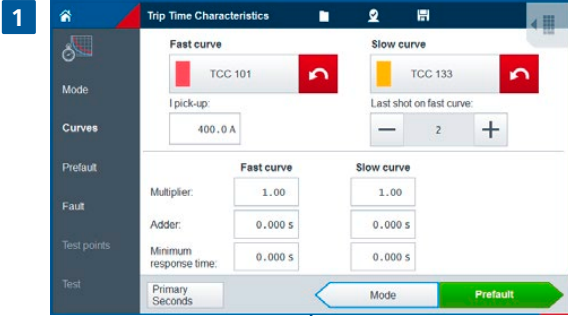 1
Trip Time Characteristics
Mode
Curves
Prefault
Fault
Test points
Test
Fast curve
Slow curve
TCC 101
TCC 133
I pick-up:
Last shot on fast curve:
400.0 A
2
Fast curve
Slow curve
Multiplier:
1.00
1.00
Adder:
0.000 s
0.000 s
Minimum
response time:
0.000 s
0.000 s
Primary
Seconds
Mode
Prefault